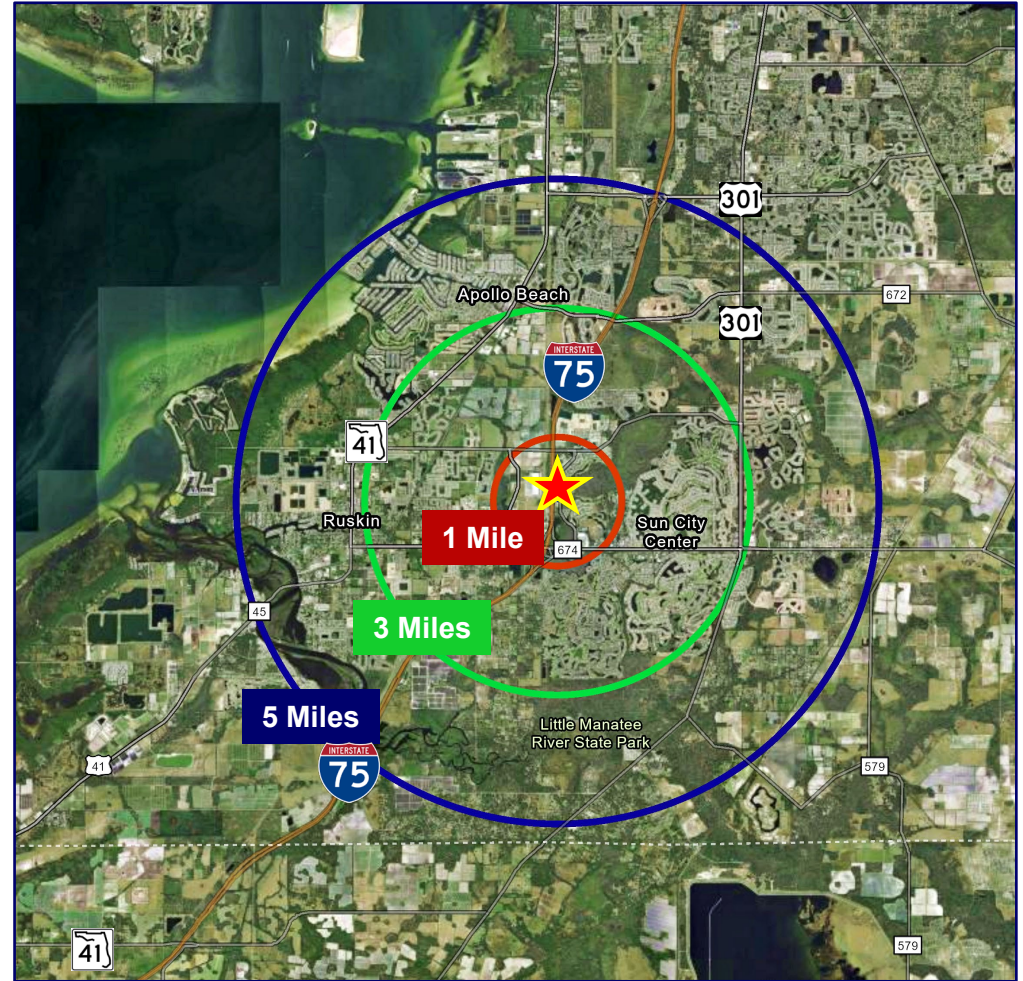 301
672
Apollo Beach
301
INTERSTATE
75
41
Ruskin
Sun City
Center
1 Mile
674
45
3 Miles
5 Miles
Little Manatee
River State Park
INTERSTATE
75
41
579
41
579